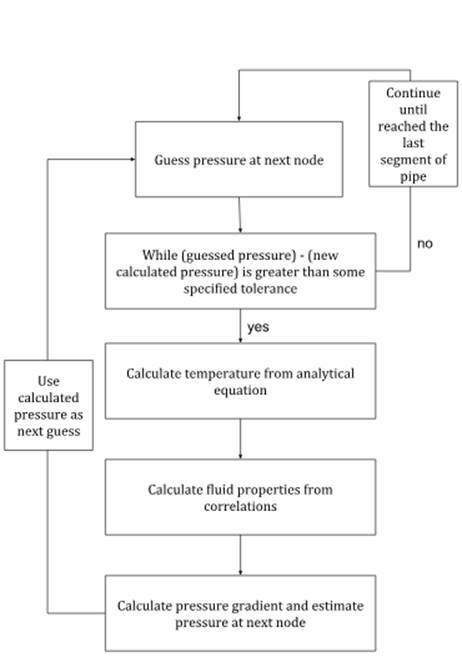 Continue
until
reached the
last
segment of
pipe
Guess pressure at next node
no
While (guessed pressure) - (new
calculated pressure) is greater than some
specified tolerance
yes
Calculate temperature from analytical
equation
Use
calculated
pressure as
next guess
Calculate fluid properties from
correlations
Calculate pressure gradient and estimate
pressure at next node